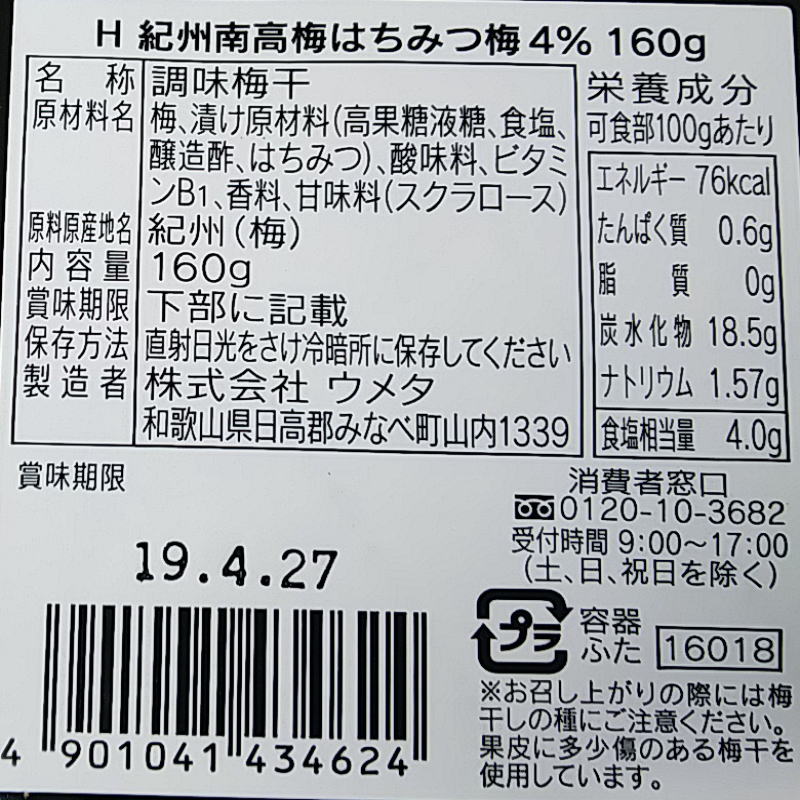 H 紀州南高梅はちみつ梅4% 160g
名称 調味梅干
原材料名 梅、漬け原材料(高果糖液糖、食塩、
醸造酢、はちみつ)、酸味料、ビタミ
ンB1、香料、甘味料(スクラロース)
原料原産地名 紀州(梅)
内容量 160g
賞味期限 下部に記載
保存方法 直射日光をさけ冷暗所に保存してください
製造者 株式会社 ウメタ
和歌山県日高郡みなべ町山内1339
栄養成分
可食部100gあたり
エネルギー 76kcal
たんぱく質 0.6g
脂質 0g
炭水化物 18.5g
ナトリウム 1.57g
食塩相当量 4.0g
賞味期限
19.4.27
消費者窓口
0120-10-3682
受付時間 9:00~17:00
(土、日、祝日を除く)
プラ
容器
ふた
16018
※お召し上がりの際には梅
干しの種にご注意ください。
果皮に多少傷のある梅干を
使用しています。
4 901041 434624